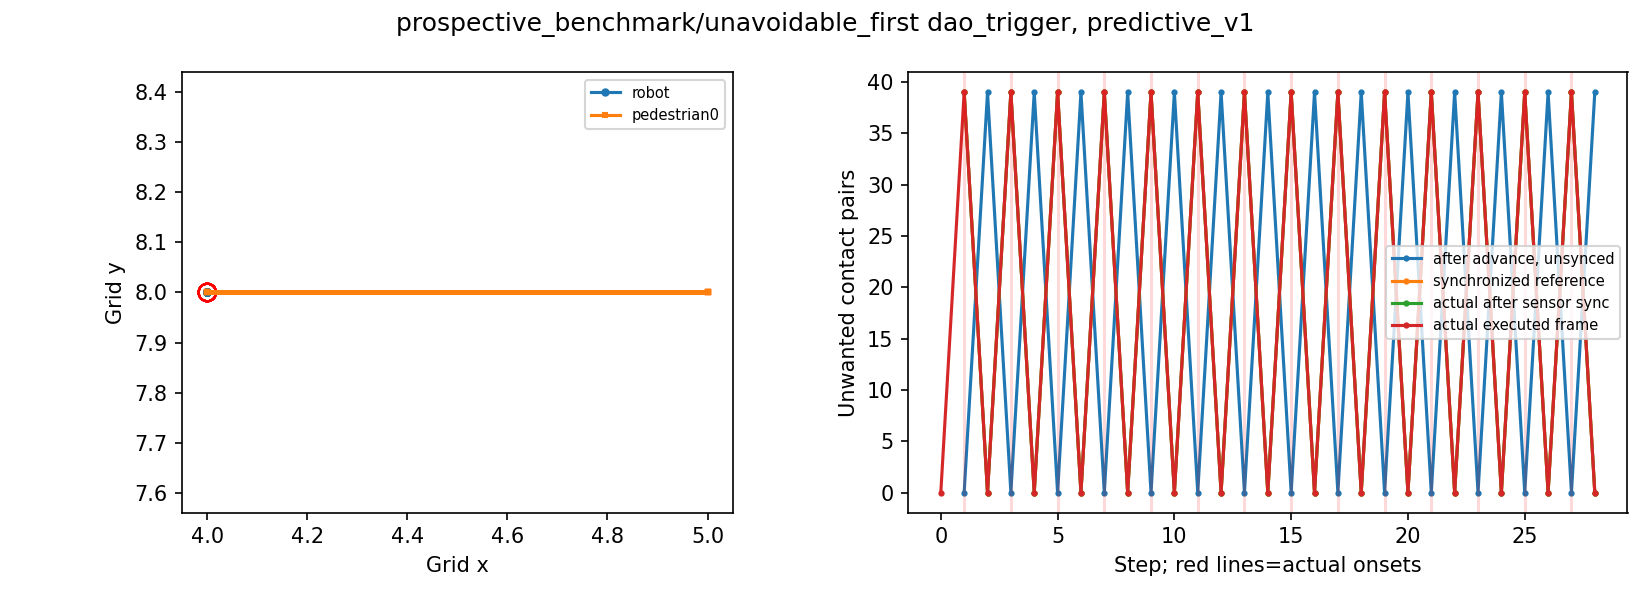 prospective_benchmark/unavoidable_first dao_trigger, predictive_v1
8.4
8.3
8.2
8.1
8.0
7.9
7.8
7.7
7.6
Grid y
4.0 4.2 4.4 4.6 4.8 5.0
Grid x
robot
pedestrian0
40
35
30
25
20
15
10
5
0
Unwanted contact pairs
0 5 10 15 20 25
Step; red lines=actual onsets
after advance, unsynced
synchronized reference
actual after sensor sync
actual executed frame